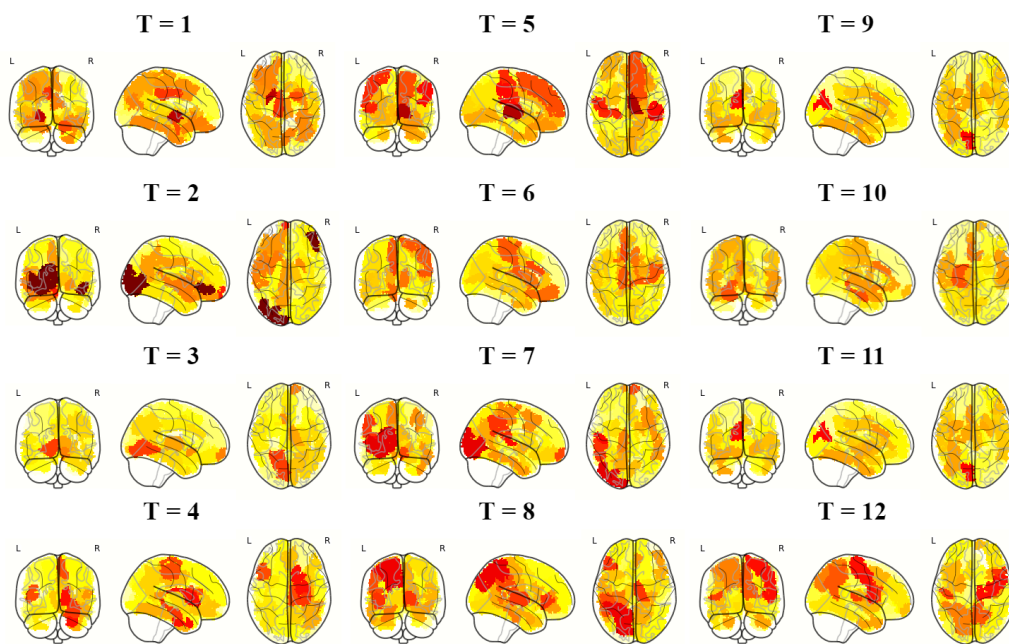 T = 1
T = 5
T = 9
L R L R L R
T = 2
T = 6
T = 10
L R L R L R
T = 3
T = 7
T = 11
L R L R L R
T = 4
T = 8
T = 12
L R L R L R